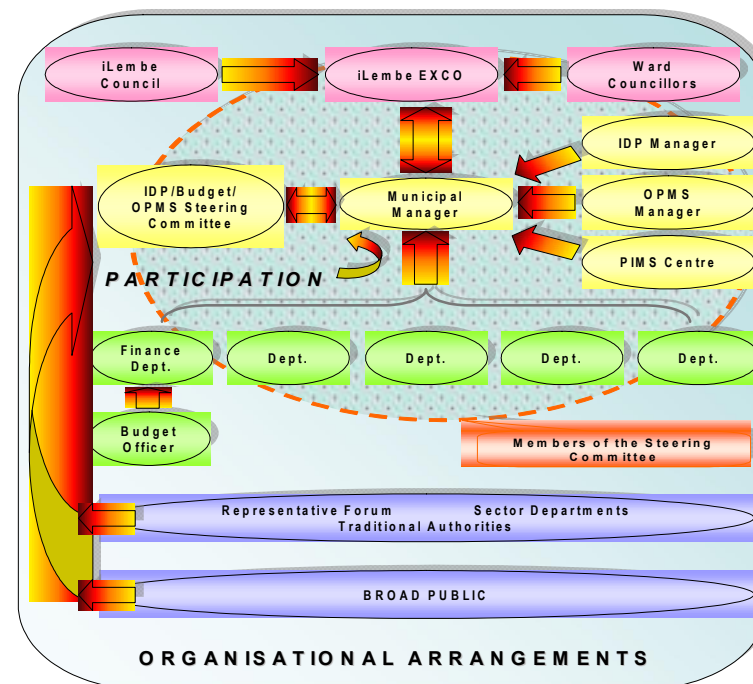 iLembe
Council
iLembe EXCO
Ward
Councillors
IDP Manager
IDP/Budget/
OPMS Steering
Committee
Municipal
Manager
OPMS
Manager
PIMS Centre
PARTICIPATION
Finance
Dept.
Dept.
Dept.
Dept.
Dept.
Budget
Officer
Members of the Steering
Committee
Representative Forum Sector Departments
Traditional Authorities
BROAD PUBLIC
ORGANISATIONAL ARRANGEMENTS